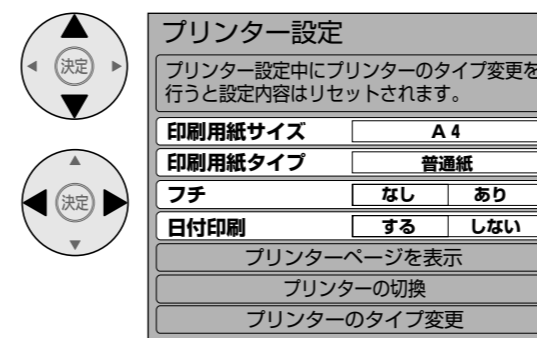 決定
決定
プリンター設定
プリンター設定中にプリンターのタイプ変更を
行うと設定内容はリセットされます。
印刷用紙サイズ A4
印刷用紙タイプ 普通紙
フチ なし あり
日付印刷 する しない
プリンターページを表示
プリンターの切換
プリンターのタイプ変更